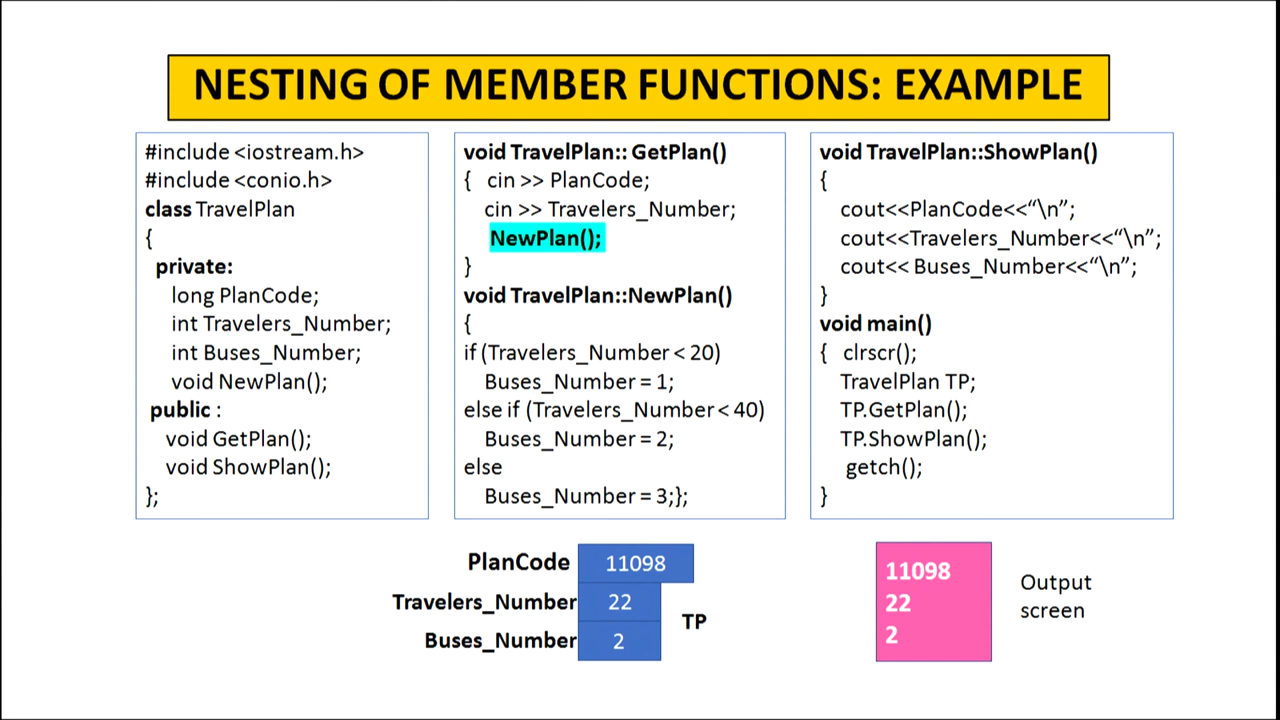 NESTING OF MEMBER FUNCTIONS: EXAMPLE
#include <iostream.h>
#include <conio.h>
class TravelPlan
{
private:
long PlanCode;
int Travelers_Number;
int Buses_Number;
void NewPlan();
public :
void GetPlan();
void ShowPlan();
};
void TravelPlan:: GetPlan()
{ cin >> PlanCode;
cin >> Travelers_Number;
NewPlan();
}
void TravelPlan::NewPlan()
{
if (Travelers_Number < 20)
Buses_Number = 1;
else if (Travelers_Number < 40)
Buses_Number = 2;
else
Buses_Number = 3;};
void TravelPlan::ShowPlan()
{
cout<<PlanCode<<“\n”;
cout<<Travelers_Number<<“\n”;
cout<< Buses_Number<<“\n”;
}
void main()
{ clrscr();
TravelPlan TP;
TP.GetPlan();
TP.ShowPlan();
getch();
}
PlanCode 11098
Travelers_Number 22
TP
Buses_Number 2
11098
22
2
Output
screen